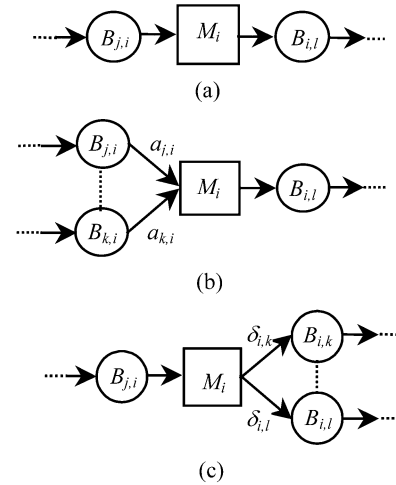 B_{j,i} M_i B_{i,l}
(a)
B_{j,i} a_{i,i}
M_i B_{i,l}
B_{k,i} a_{k,i}
(b)
δ_{i,k} B_{i,k}
B_{j,i} M_i
δ_{i,l} B_{i,l}
(c)